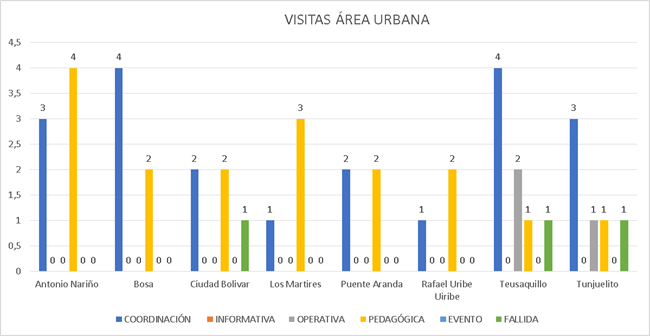 VISITAS ÁREA URBANA
4,5
4
3,5
3
2,5
2
1,5
1
0,5
0
3 0 0 4 0 0
4 0 0 2 0 0
2 0 0 2 0 1
1 0 0 3 0 0
2 0 0 2 0 0
1 0 0 2 0 0
4 0 2 1 0 1
3 0 1 1 0 1
Antonio Nariño Bosa Ciudad Bolivar Los Martires Puente Aranda Rafael Uribe Teusaquillo Tunjuelito
Uiribe
COORDINACIÓN INFORMATIVA OPERATIVA PEDAGÓGICA EVENTO FALLIDA